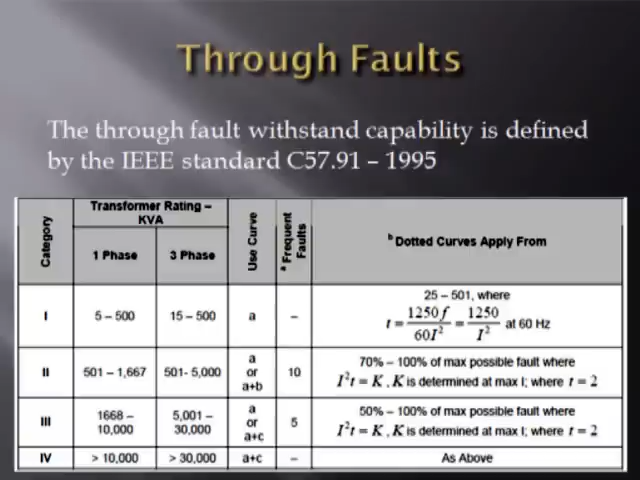 Through Faults
The through fault withstand capability is defined
by the IEEE standard C57.91 – 1995
Category
Transformer Rating –
KVA
1 Phase
3 Phase
Use Curve
a Frequent
Faults
b Dotted Curves Apply From
I
5 – 500
15 – 500
a
–
25 – 501, where
t = 1250f / 60I² = 1250 / I² at 60 Hz
II
501 – 1,667
501- 5,000
a
or
a+b
10
70% – 100% of max possible fault where
I²t = K , K is determined at max I; where t = 2
III
1668 –
10,000
5,001 –
30,000
a
or
a+c
5
50% – 100% of max possible fault where
I²t = K , K is determined at max I; where t = 2
IV
> 10,000
> 30,000
a+c
–
As Above